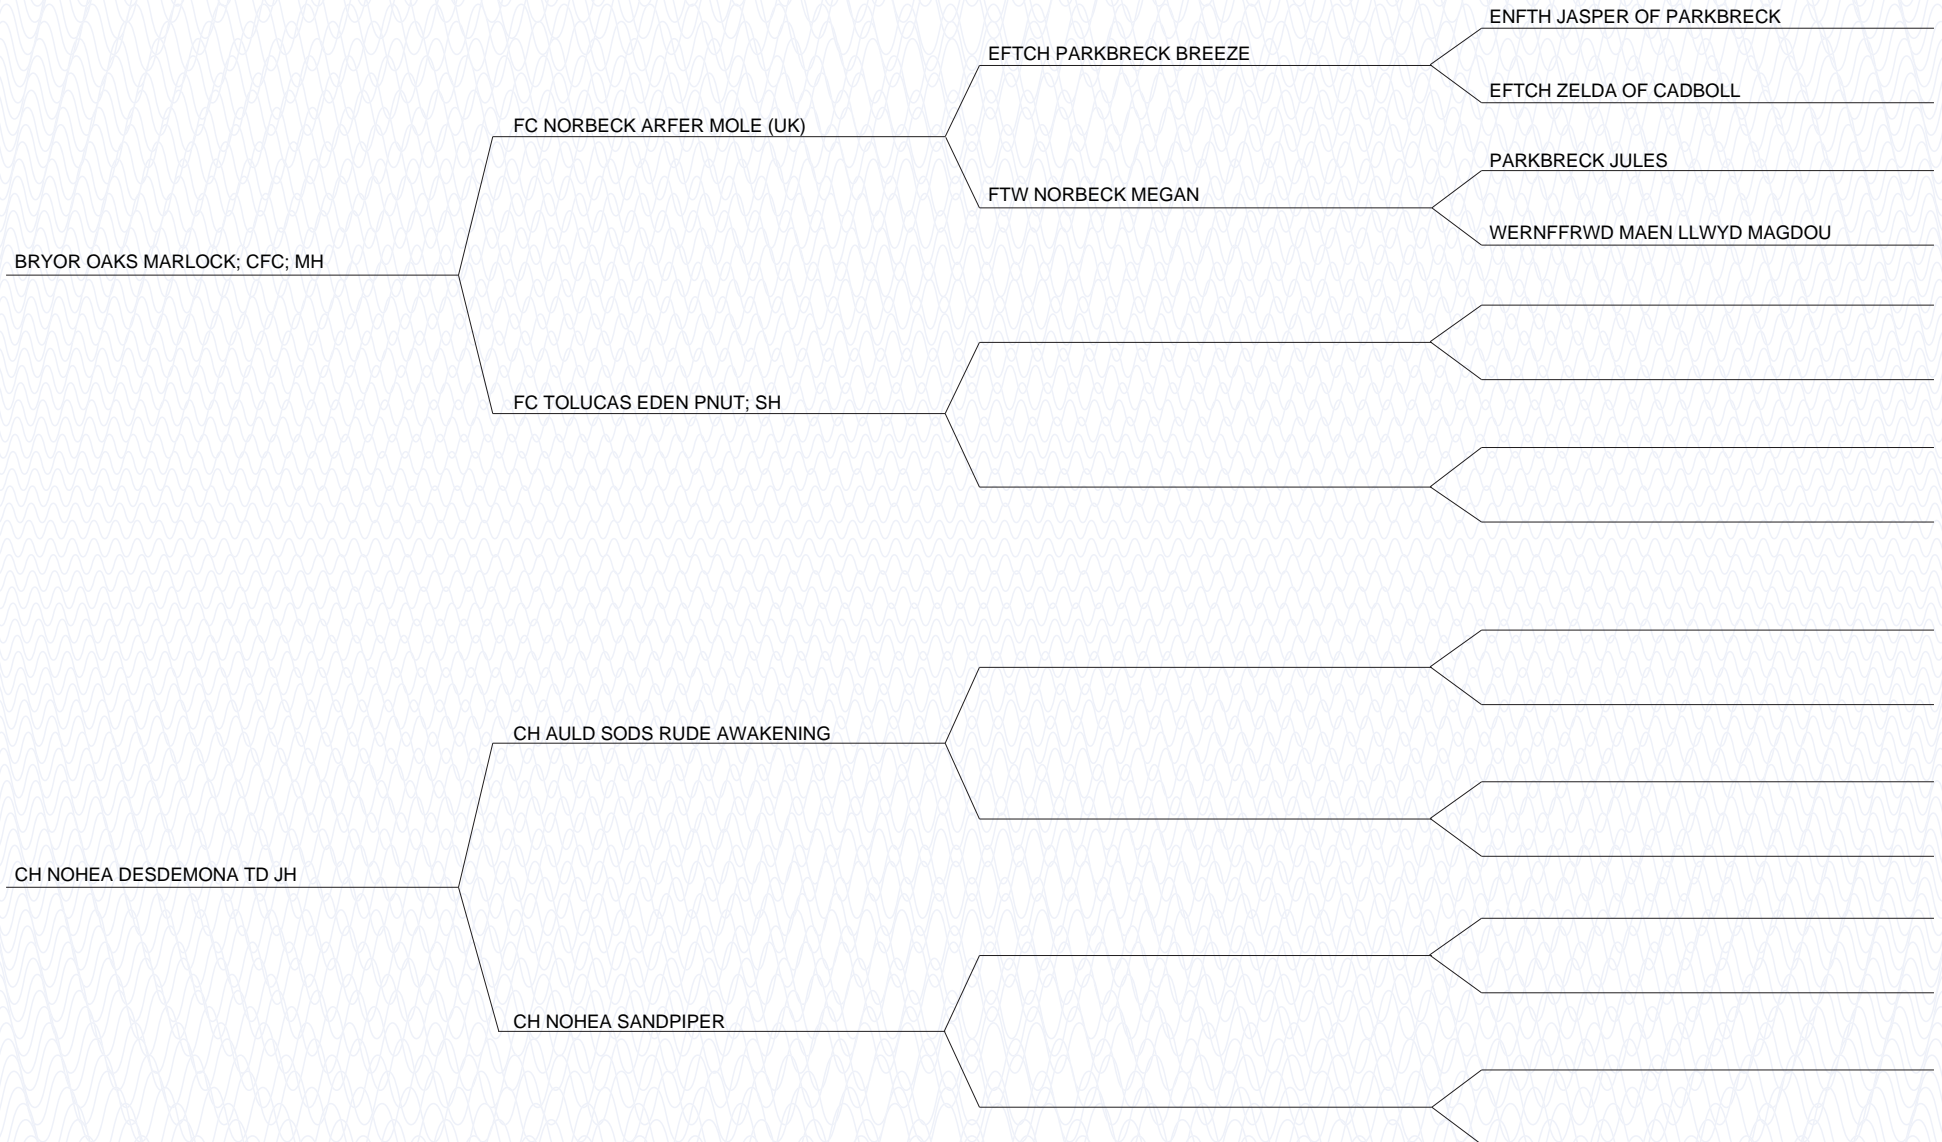 ENFTH JASPER OF PARKBRECK
EFTCH PARKBRECK BREEZE
EFTCH ZELDA OF CADBOLL
FC NORBECK ARFER MOLE (UK)
PARKBRECK JULES
FTW NORBECK MEGAN
WERNFFRWD MAEN LLWYD MAGDOU
BRYOR OAKS MARLOCK; CFC; MH
FC TOLUCAS EDEN PNUT; SH
CH AULD SODS RUDE AWAKENING
CH NOHEA DESDEMONA TD JH
CH NOHEA SANDPIPER